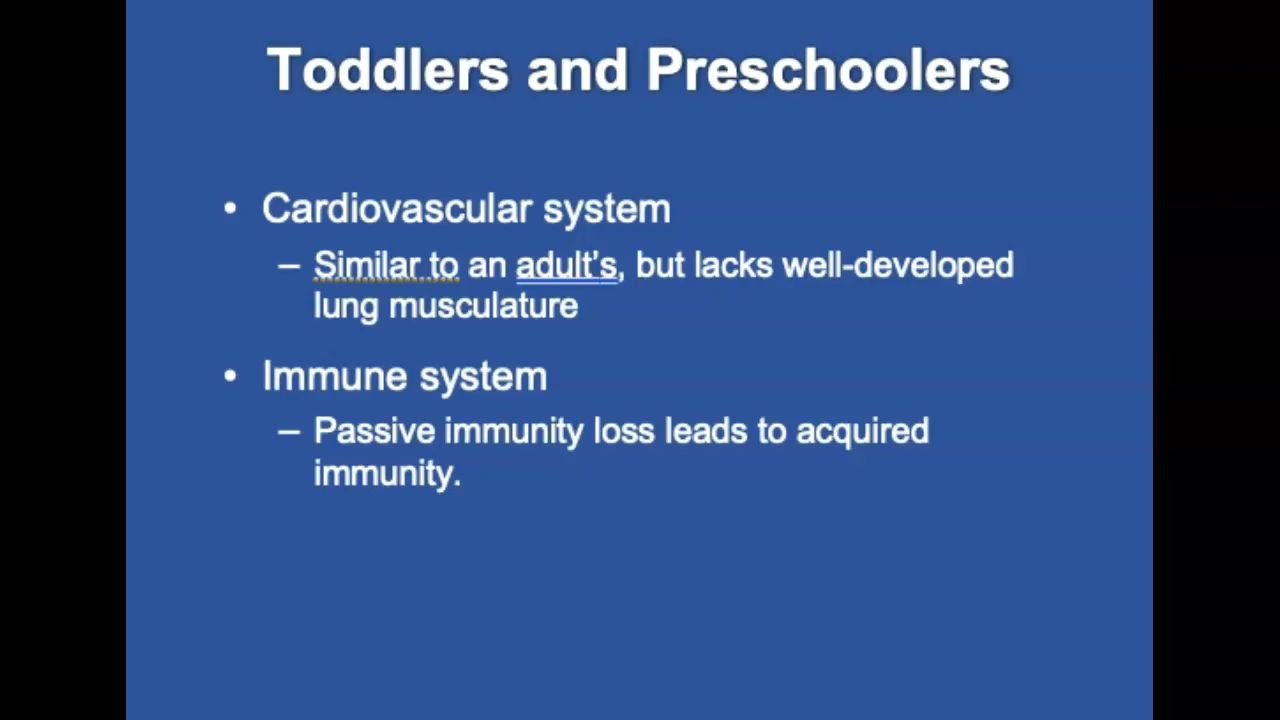 Toddlers and Preschoolers
• Cardiovascular system
– Similar to an adult’s, but lacks well-developed
lung musculature
• Immune system
– Passive immunity loss leads to acquired
immunity.